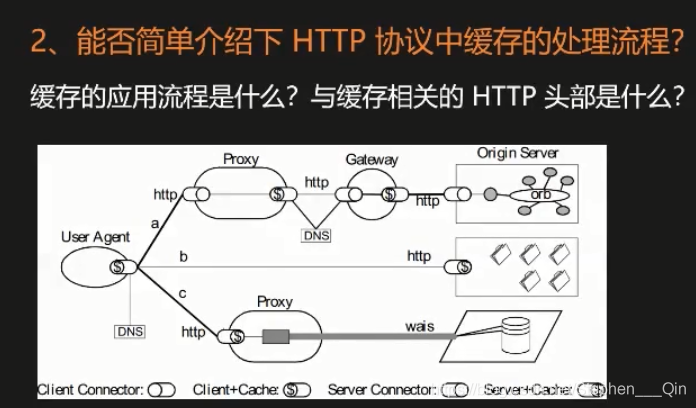 2、能否简单介绍下 HTTP 协议中缓存的处理流程?
缓存的应用流程是什么? 与缓存相关的 HTTP 头部是什么?
Proxy
Gateway
Origin Server
http
http
http
orb
DNS
a
User Agent
b
http
c
Proxy
DNS
http
wais
Client Connector:
Client+Cache:
Server Connector:
Server+Cache: